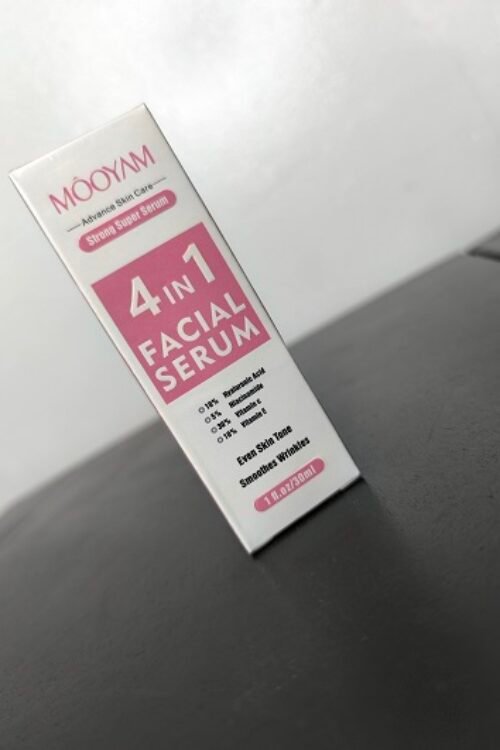 MÔOYAM
Advance Skin Care
Strong Super Serum
4 IN 1
FACIAL
SERUM
10% Hyaluronic Acid
5% Niacinamide
30% Vitamin c
10% Vitamin E
Even Skin Tone
Smoothes Wrinkles
1 fl.oz/30ml